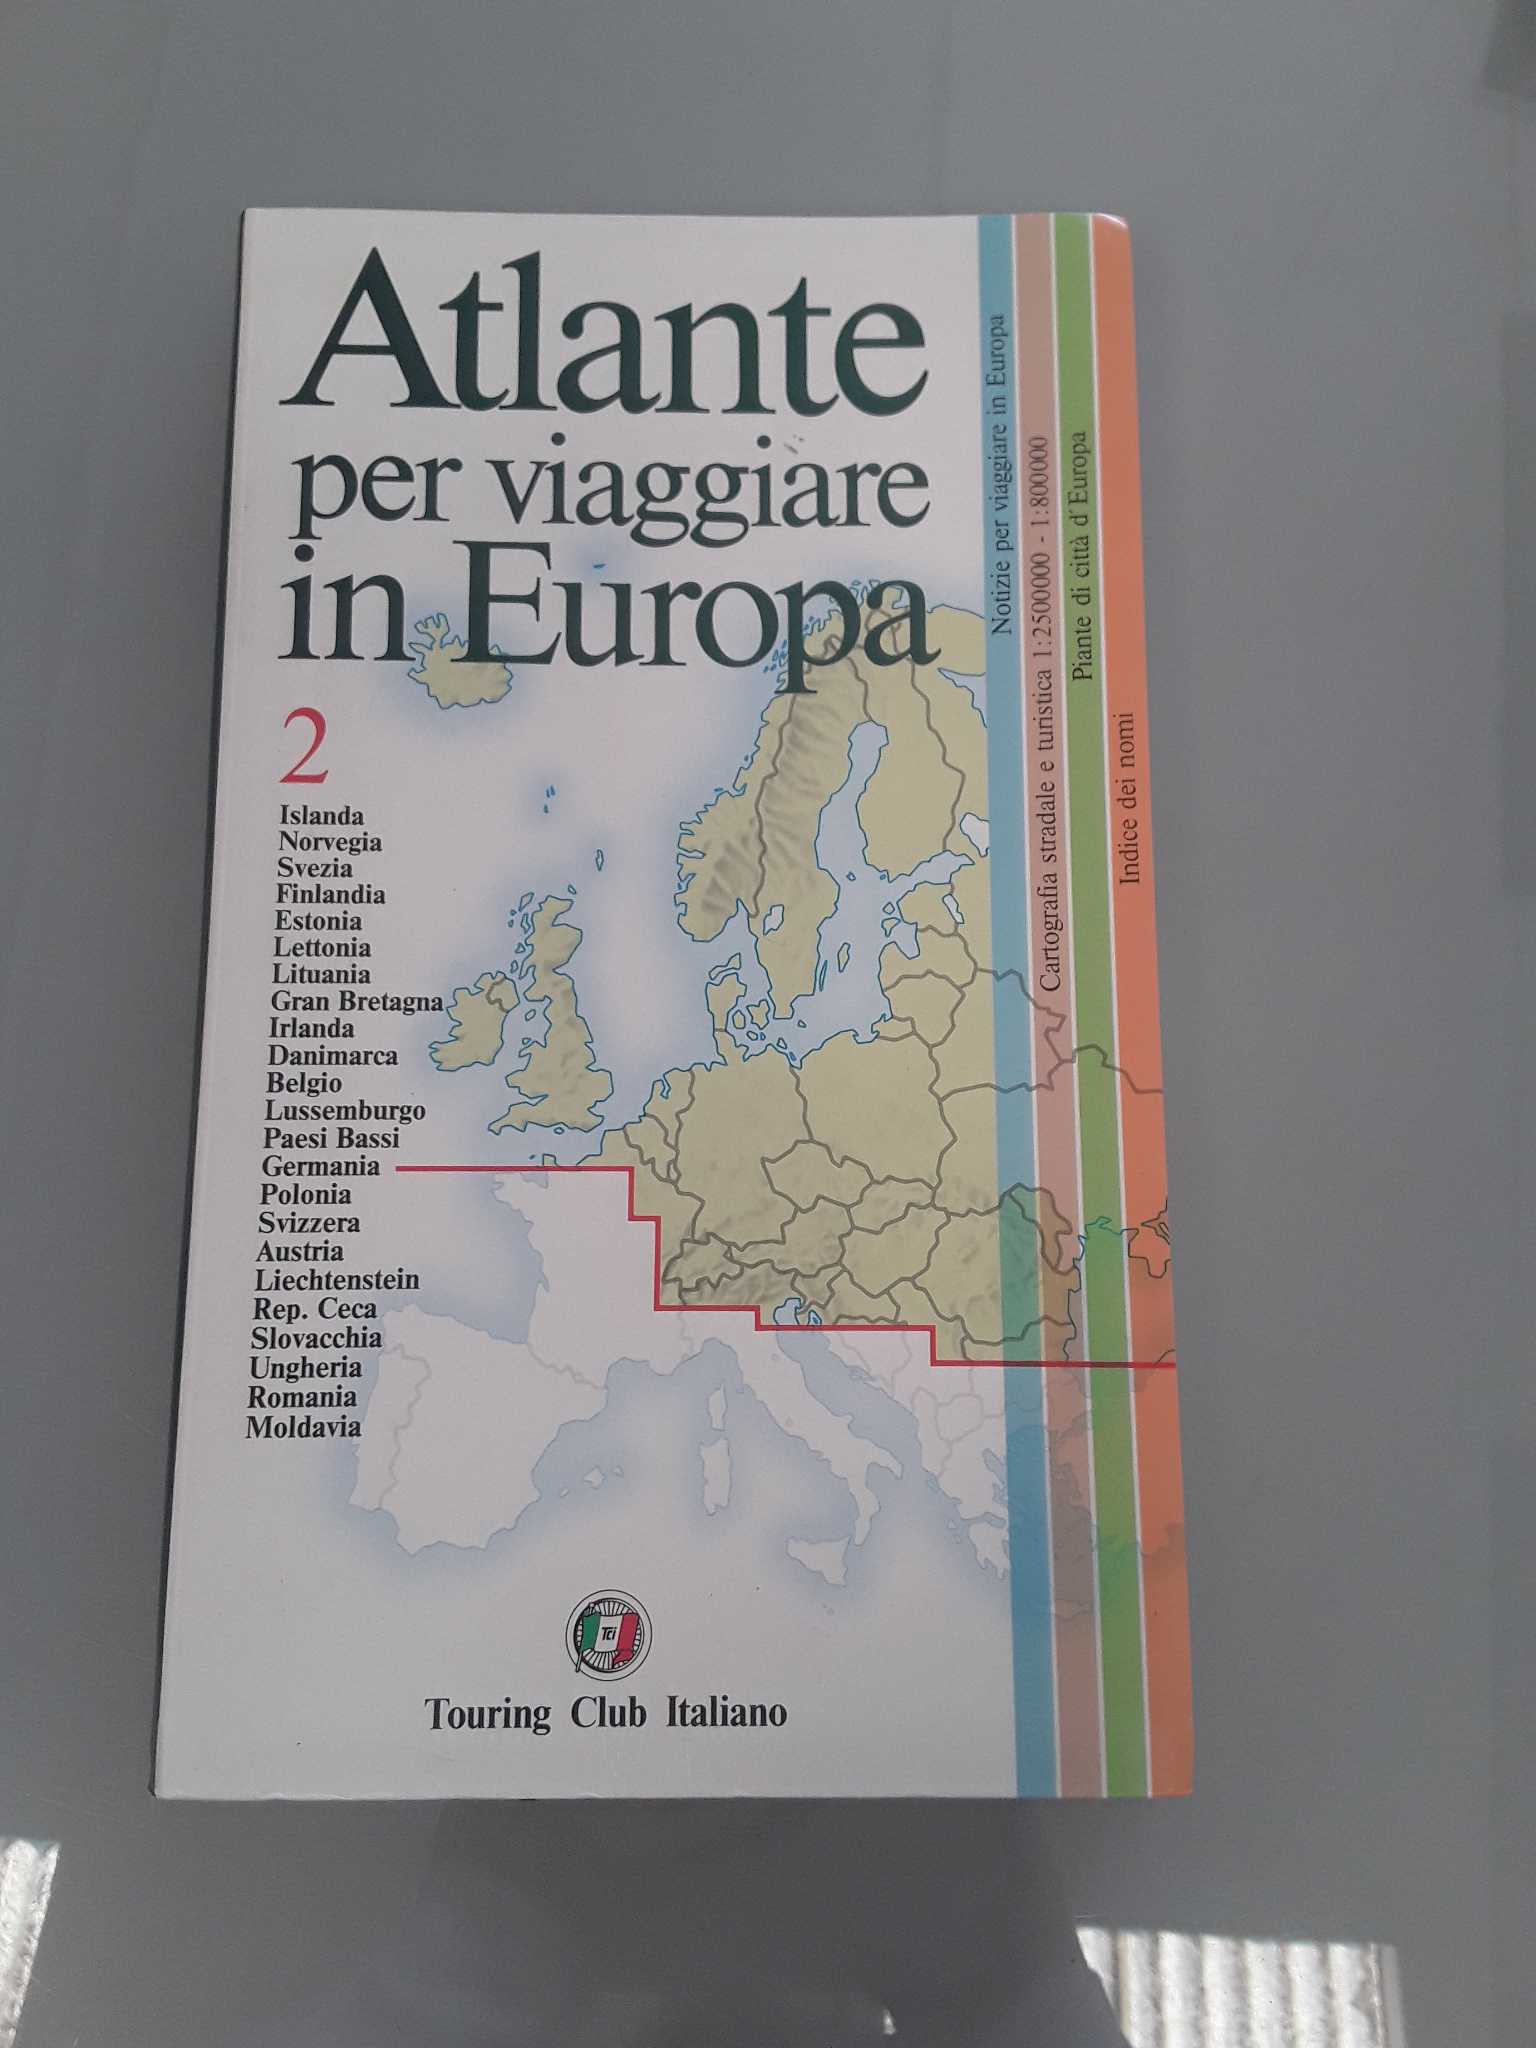 Atlante
per viaggiare
in Europa
2
Islanda
Norvegia
Svezia
Finlandia
Estonia
Lettonia
Lituania
Gran Bretagna
Irlanda
Danimarca
Belgio
Lussemburgo
Paesi Bassi
Germania
Polonia
Svizzera
Austria
Liechtenstein
Rep. Ceca
Slovacchia
Ungheria
Romania
Moldavia
Notizie per viaggiare in Europa
Cartografia stradale e turistica 1:2500000 - 1:800000
Piante di città d'Europa
Indice dei nomi
Tci
Touring Club Italiano